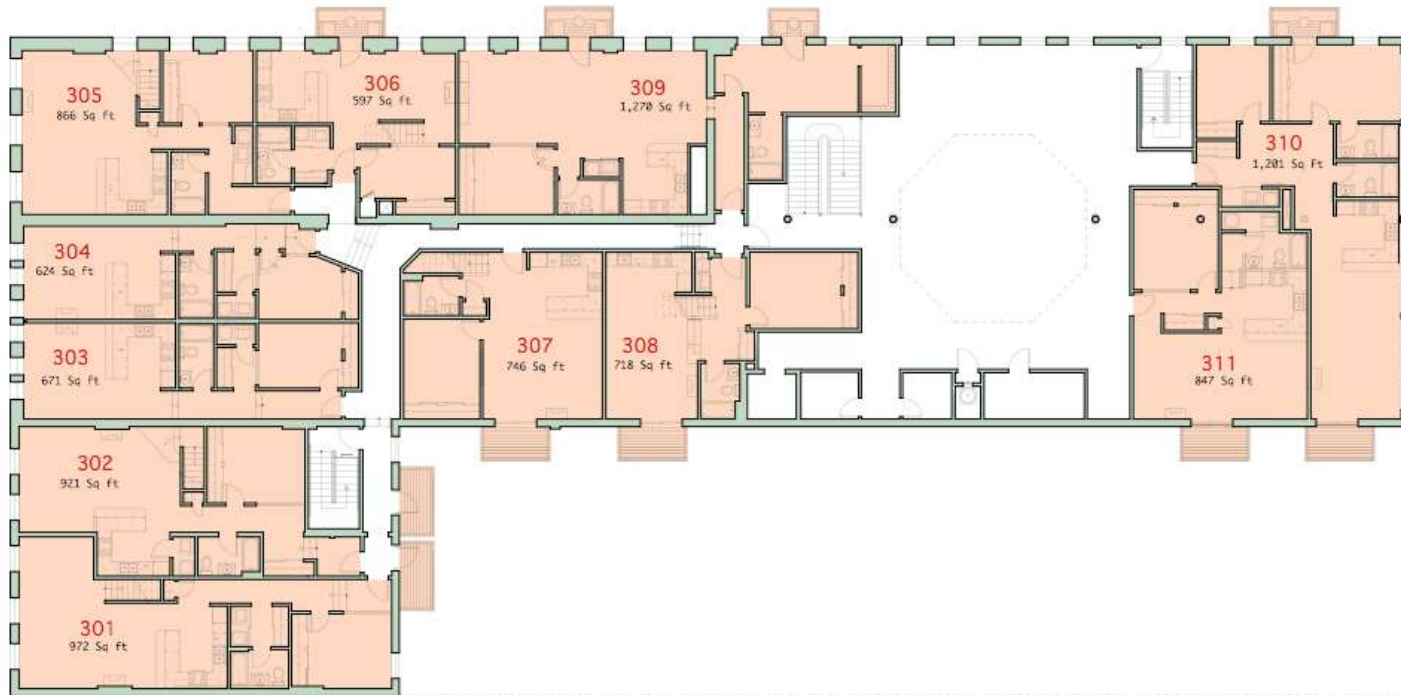 305
866 Sq ft
306
597 Sq ft
309
1,270 Sq ft
310
1,201 Sq ft
304
624 Sq ft
303
671 Sq ft
307
746 Sq ft
308
718 Sq ft
311
847 Sq ft
302
921 Sq ft
301
972 Sq ft